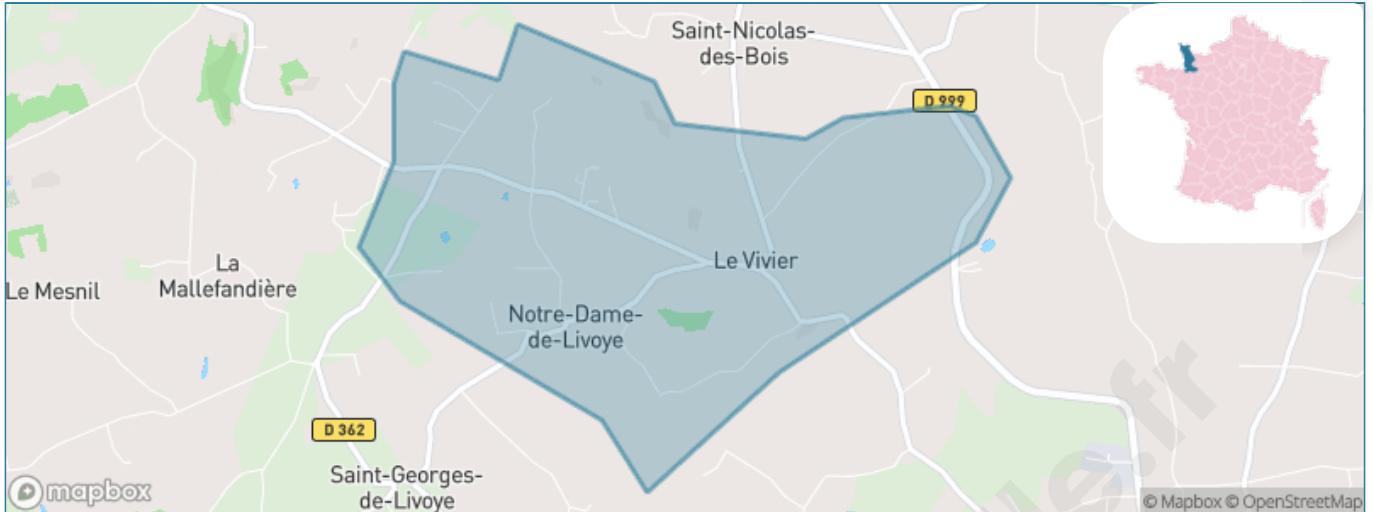 Saint-Nicolas-
des-Bois
D 999
Le Mesnil
La
Mallefandière
Le Vivier
Notre-Dame-
de-Livoye
D 362
Saint-Georges-
de-Livoye
mapbox
© Mapbox © OpenStreetMap